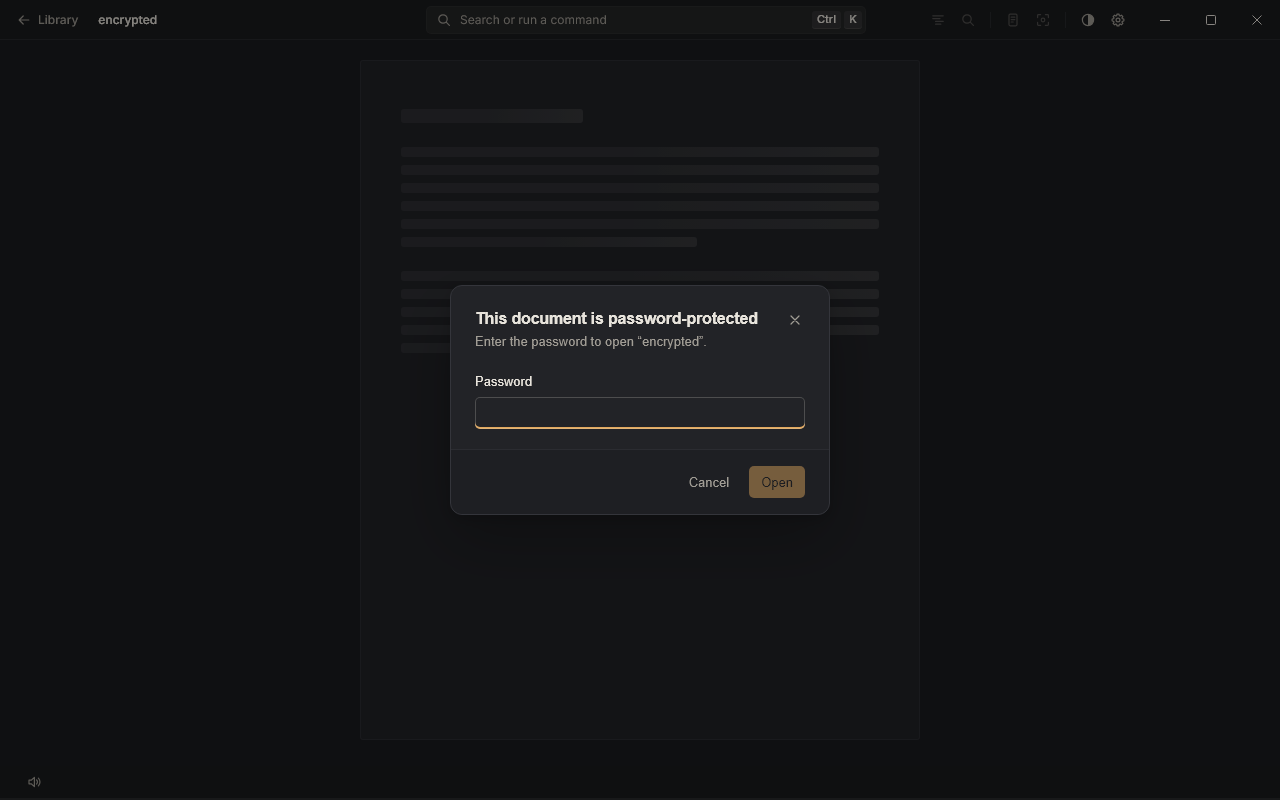 Library encrypted Search or run a command Ctrl K
This document is password-protected
Enter the password to open “encrypted”.
Password
Cancel Open